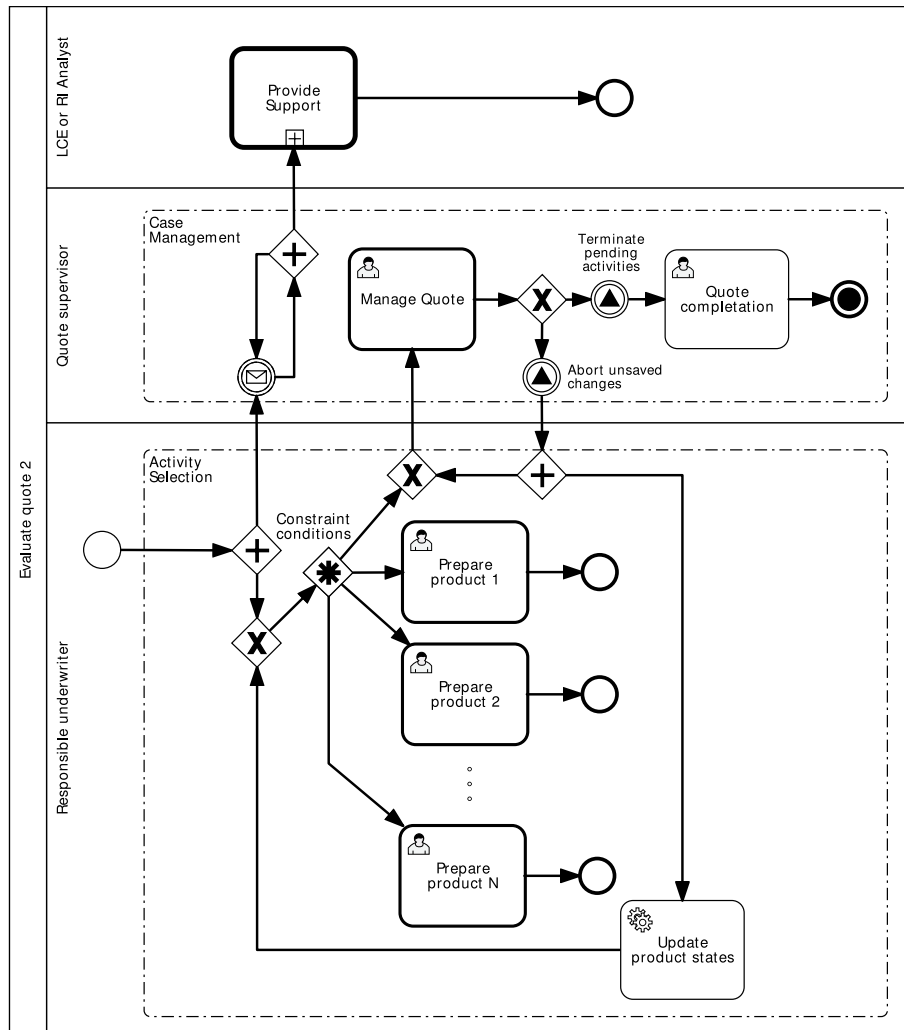 Evaluate quote 2
LCE or RI Analyst
Provide
Support
Quote supervisor
Case
Management
Manage Quote
Terminate
pending
activities
Quote
completation
Abort unsaved
changes
Responsible underwriter
Activity
Selection
Constraint
conditions
Prepare
product 1
Prepare
product 2
Prepare
product N
Update
product states